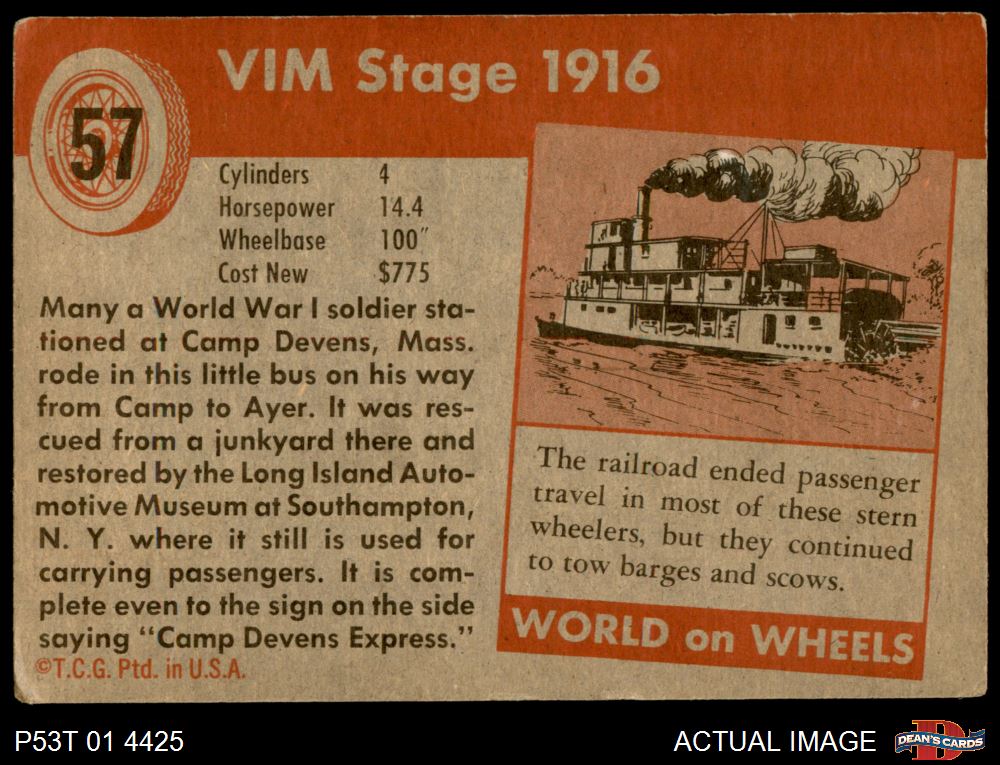 57
VIM Stage 1916
Cylinders 4
Horsepower 14.4
Wheelbase 100"
Cost New $775
Many a World War I soldier sta-
tioned at Camp Devens, Mass.
rode in this little bus on his way
from Camp to Ayer. It was res-
cued from a junkyard there and
restored by the Long Island Auto-
motive Museum at Southampton,
N. Y. where it still is used for
carrying passengers. It is com-
plete even to the sign on the side
saying "Camp Devens Express."
©T.C.G. Ptd. in U.S.A.
The railroad ended passenger
travel in most of these stern
wheelers, but they continued
to tow barges and scows.
WORLD on WHEELS
P53T 01 4425
ACTUAL IMAGE
DEAN'S CARDS